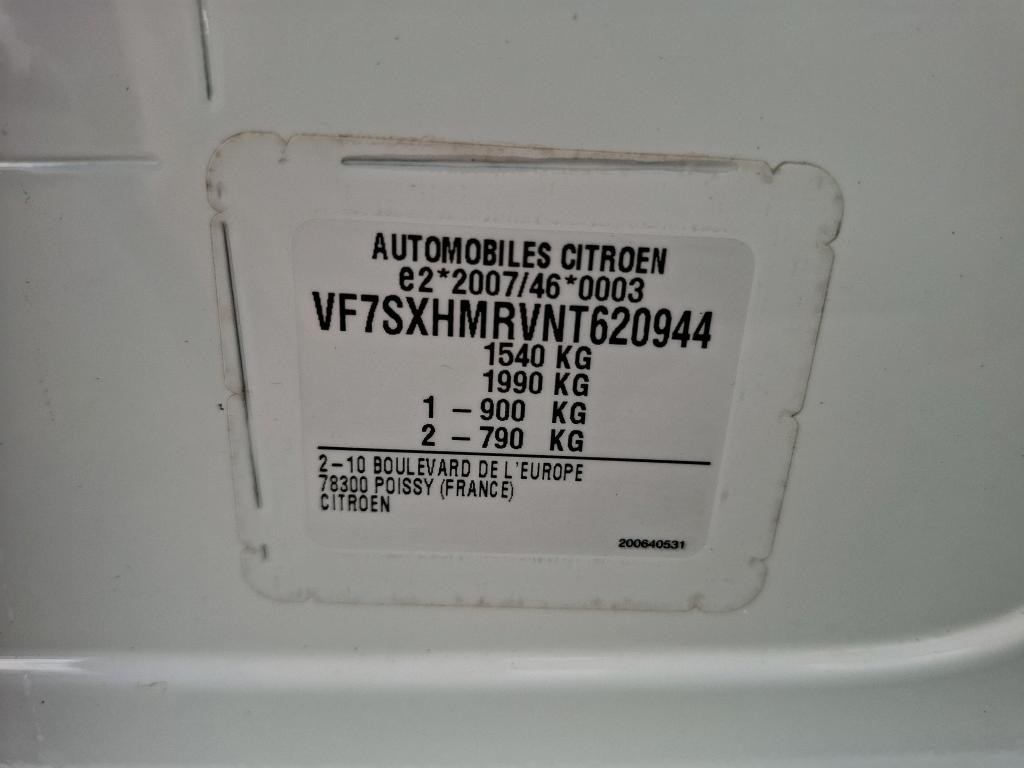 AUTOMOBILES CITROEN
e2*2007/46*0003
VF7SXHMRVNT620944
1540 KG
1990 KG
1 - 900 KG
2 - 790 KG
2-10 BOULEVARD DE L'EUROPE
78300 POISSY (FRANCE)
CITROEN
200640531